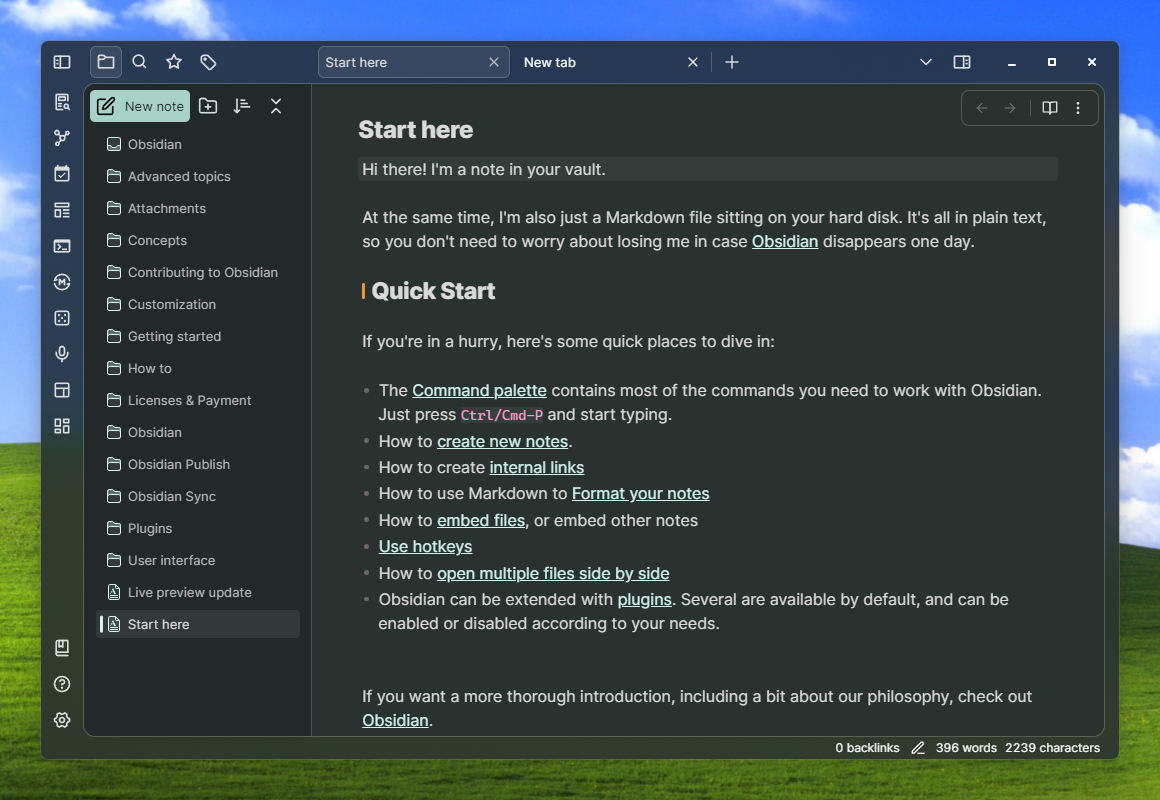 Start here
New tab
New note
Obsidian
Advanced topics
Attachments
Concepts
Contributing to Obsidian
Customization
Getting started
How to
Licenses & Payment
Obsidian
Obsidian Publish
Obsidian Sync
Plugins
User interface
Live preview update
Start here
Start here
Hi there! I'm a note in your vault.
At the same time, I'm also just a Markdown file sitting on your hard disk. It's all in plain text,
so you don't need to worry about losing me in case Obsidian disappears one day.
Quick Start
If you're in a hurry, here's some quick places to dive in:
The Command palette contains most of the commands you need to work with Obsidian.
Just press Ctrl/Cmd-P and start typing.
How to create new notes.
How to create internal links
How to use Markdown to Format your notes
How to embed files, or embed other notes
Use hotkeys
How to open multiple files side by side
Obsidian can be extended with plugins. Several are available by default, and can be
enabled or disabled according to your needs.
If you want a more thorough introduction, including a bit about our philosophy, check out
Obsidian.
0 backlinks 396 words 2239 characters